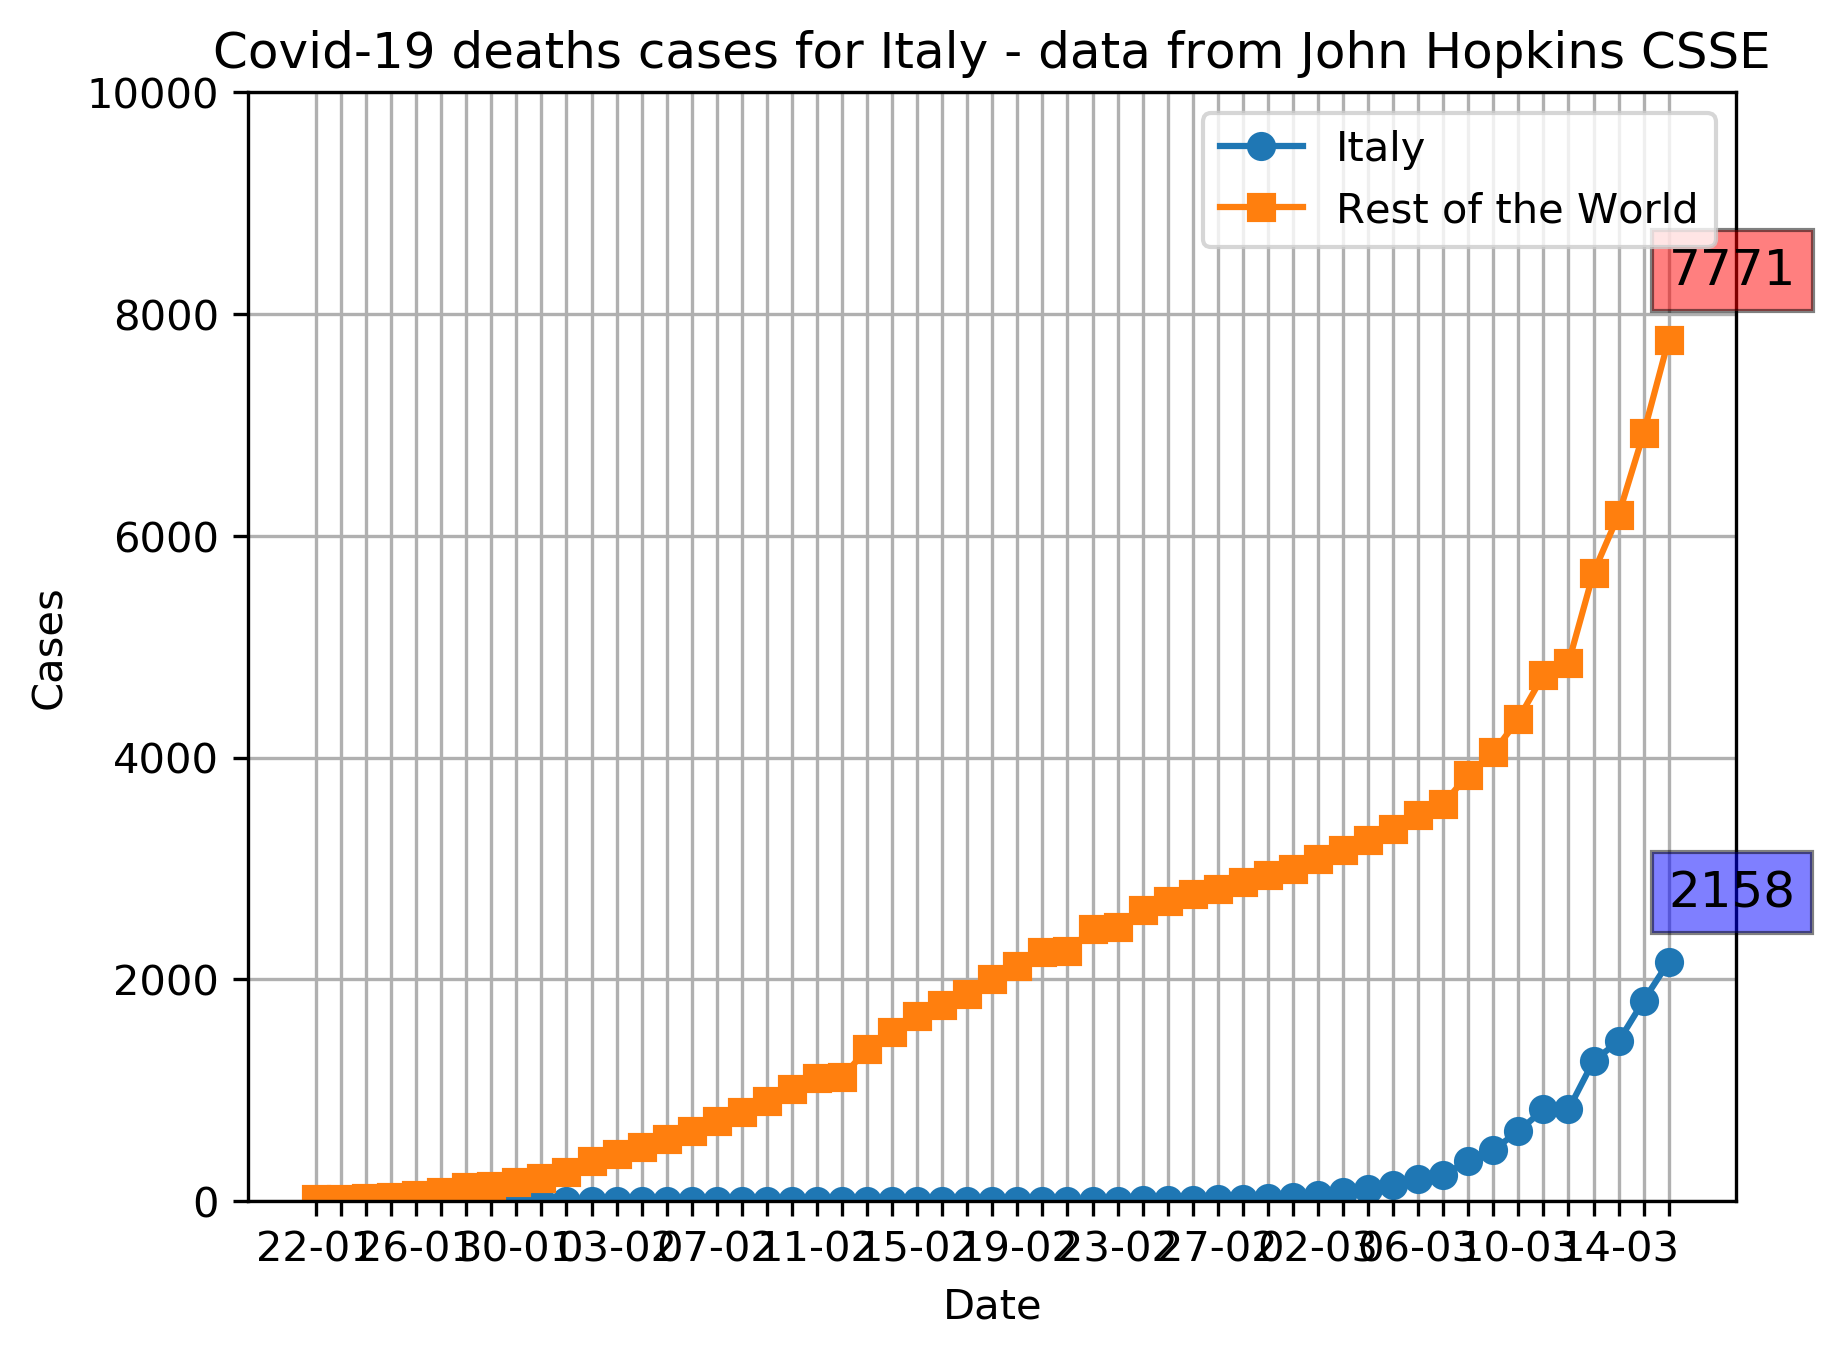 Covid-19 deaths cases for Italy - data from John Hopkins CSSE
10000
Italy
Rest of the World
7771
8000
6000
Cases
4000
2158
2000
0
22-01 26-01 30-01 03-02 07-02 11-02 15-02 19-02 23-02 27-02 02-03 06-03 10-03 14-03
Date